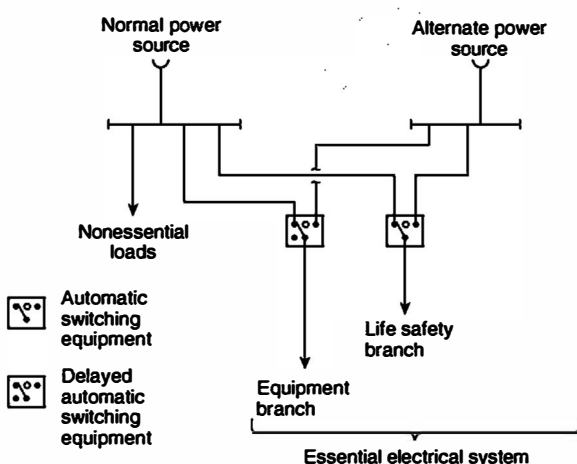 Normal power
source
Alternate power
source
Nonessential
loads
Automatic
switching
equipment
Delayed
automatic
switching
equipment
Life safety
branch
Equipment
branch
Essential electrical system